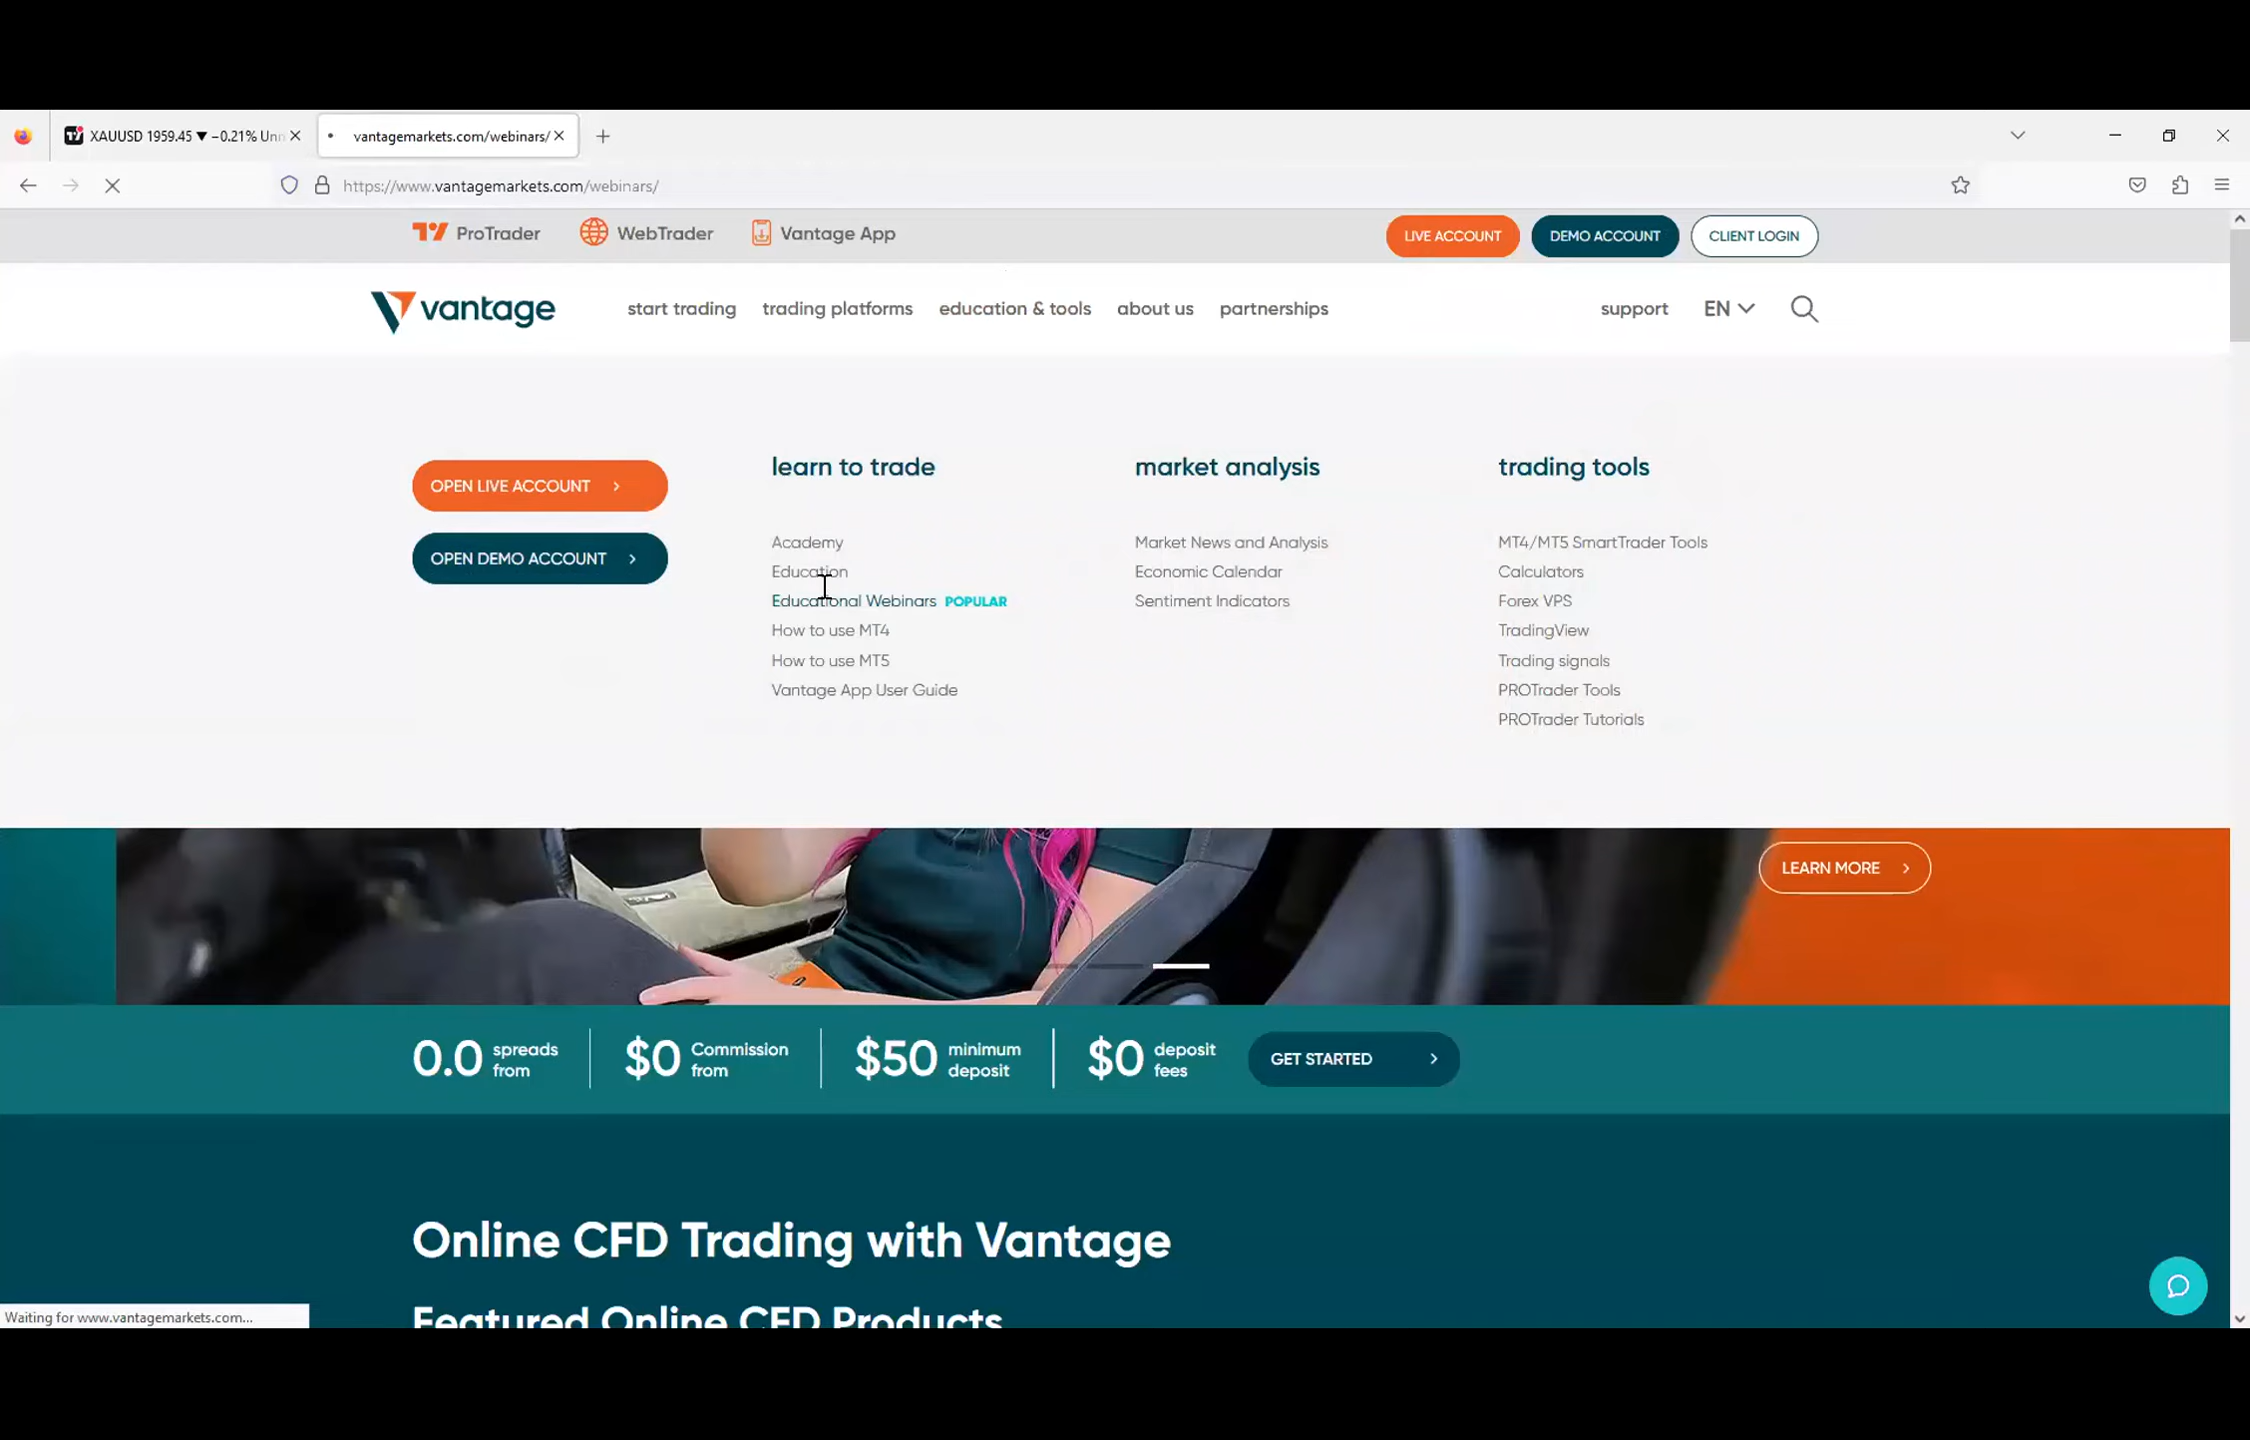 XAUUSD 1959.45 ▼ −0.21% Unn
vantagemarkets.com/webinars/
https://www.vantagemarkets.com/webinars/
ProTrader
WebTrader
Vantage App
LIVE ACCOUNT
DEMO ACCOUNT
CLIENT LOGIN
vantage
start trading
trading platforms
education & tools
about us
partnerships
support
EN
OPEN LIVE ACCOUNT
OPEN DEMO ACCOUNT
learn to trade
Academy
Education
Educational Webinars POPULAR
How to use MT4
How to use MT5
Vantage App User Guide
market analysis
Market News and Analysis
Economic Calendar
Sentiment Indicators
trading tools
MT4/MT5 SmartTrader Tools
Calculators
Forex VPS
TradingView
Trading signals
PROTrader Tools
PROTrader Tutorials
LEARN MORE
0.0 spreads from
$0 Commission from
$50 minimum deposit
$0 deposit fees
GET STARTED
Online CFD Trading with Vantage
Featured Online CFD Products
Waiting for www.vantagemarkets.com...